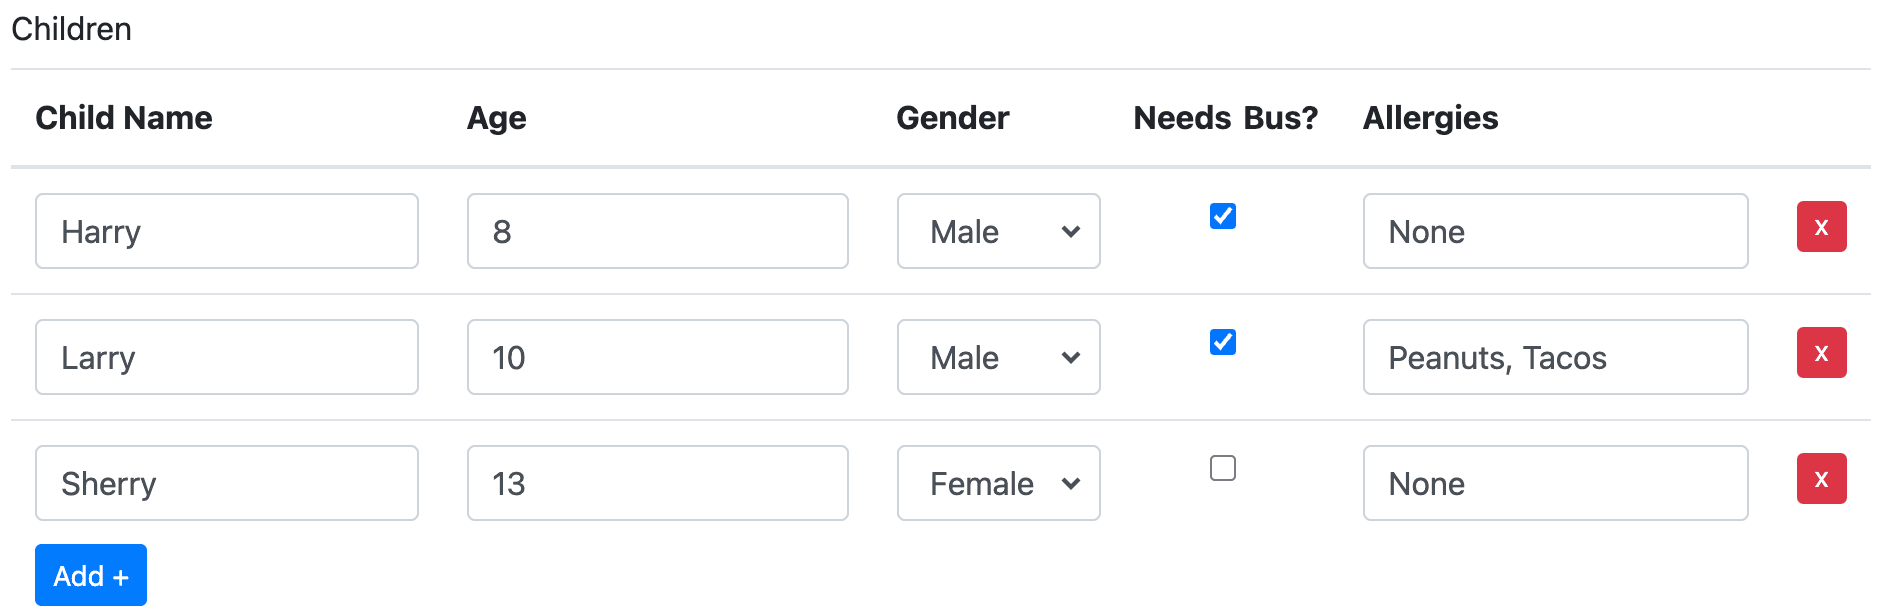 Children
Child Name Age Gender Needs Bus? Allergies
Harry 8 Male None x
Larry 10 Male Peanuts, Tacos x
Sherry 13 Female None x
Add +